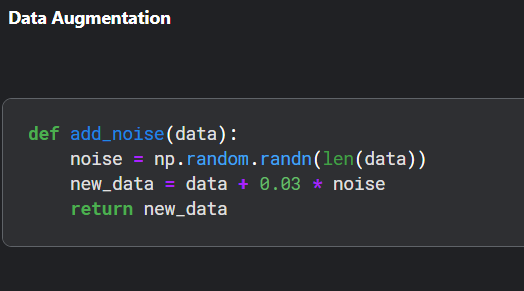 Data Augmentation
def add_noise(data):
    noise = np.random.randn(len(data))
    new_data = data + 0.03 * noise
    return new_data